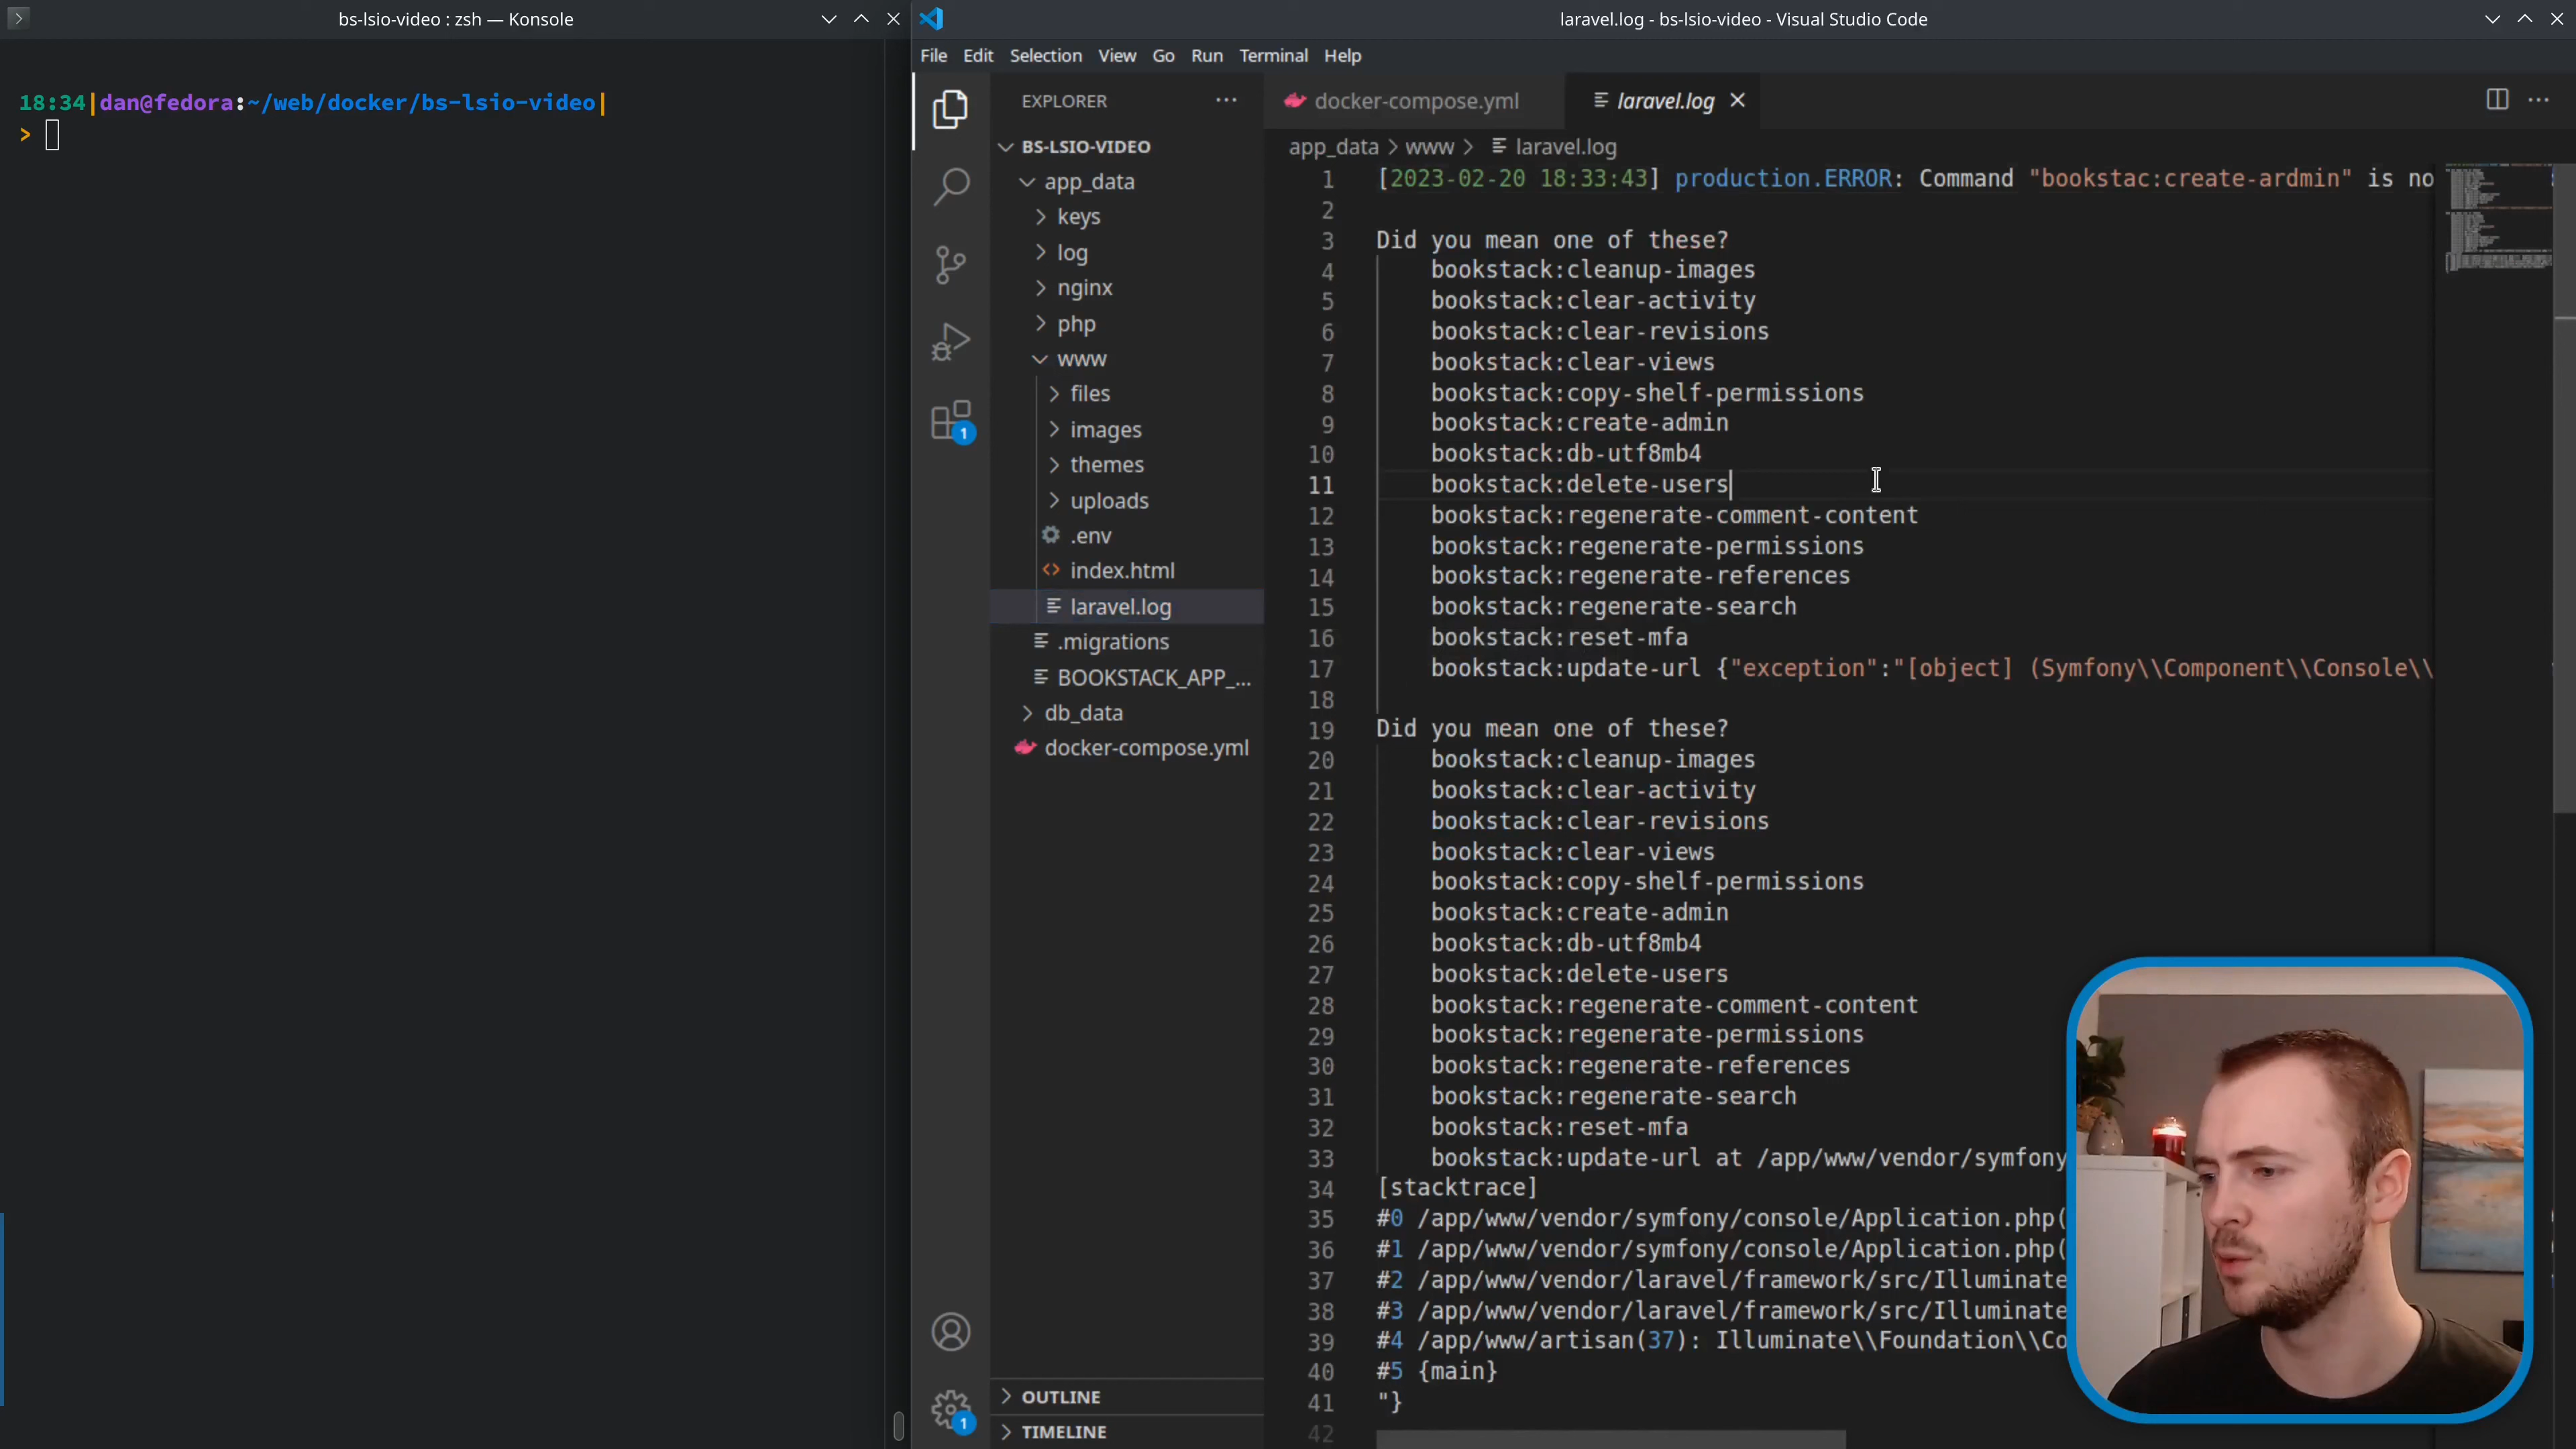 bs-lsio-video : zsh — Konsole
18:34|dan@fedora:~/web/docker/bs-lsio-video|
>
laravel.log - bs-lsio-video - Visual Studio Code
File Edit Selection View Go Run Terminal Help
EXPLORER
BS-LSIO-VIDEO
app_data
keys
log
nginx
php
www
files
images
themes
uploads
.env
index.html
laravel.log
.migrations
BOOKSTACK_APP_...
db_data
docker-compose.yml
OUTLINE
TIMELINE
1
1
docker-compose.yml laravel.log
app_data > www > laravel.log
1 [2023-02-20 18:33:43] production.ERROR: Command "bookstac:create-ardmin" is no
2
3 Did you mean one of these?
4 bookstack:cleanup-images
5 bookstack:clear-activity
6 bookstack:clear-revisions
7 bookstack:clear-views
8 bookstack:copy-shelf-permissions
9 bookstack:create-admin
10 bookstack:db-utf8mb4
11 bookstack:delete-users
12 bookstack:regenerate-comment-content
13 bookstack:regenerate-permissions
14 bookstack:regenerate-references
15 bookstack:regenerate-search
16 bookstack:reset-mfa
17 bookstack:update-url {"exception":"[object] (Symfony\\Component\\Console\\
18
19 Did you mean one of these?
20 bookstack:cleanup-images
21 bookstack:clear-activity
22 bookstack:clear-revisions
23 bookstack:clear-views
24 bookstack:copy-shelf-permissions
25 bookstack:create-admin
26 bookstack:db-utf8mb4
27 bookstack:delete-users
28 bookstack:regenerate-comment-content
29 bookstack:regenerate-permissions
30 bookstack:regenerate-references
31 bookstack:regenerate-search
32 bookstack:reset-mfa
33 bookstack:update-url at /app/www/vendor/symfony
34 [stacktrace]
35 #0 /app/www/vendor/symfony/console/Application.php(
36 #1 /app/www/vendor/symfony/console/Application.php(
37 #2 /app/www/vendor/laravel/framework/src/Illuminate
38 #3 /app/www/vendor/laravel/framework/src/Illuminate
39 #4 /app/www/artisan(37): Illuminate\\Foundation\\Co
40 #5 {main}
41 "}
42